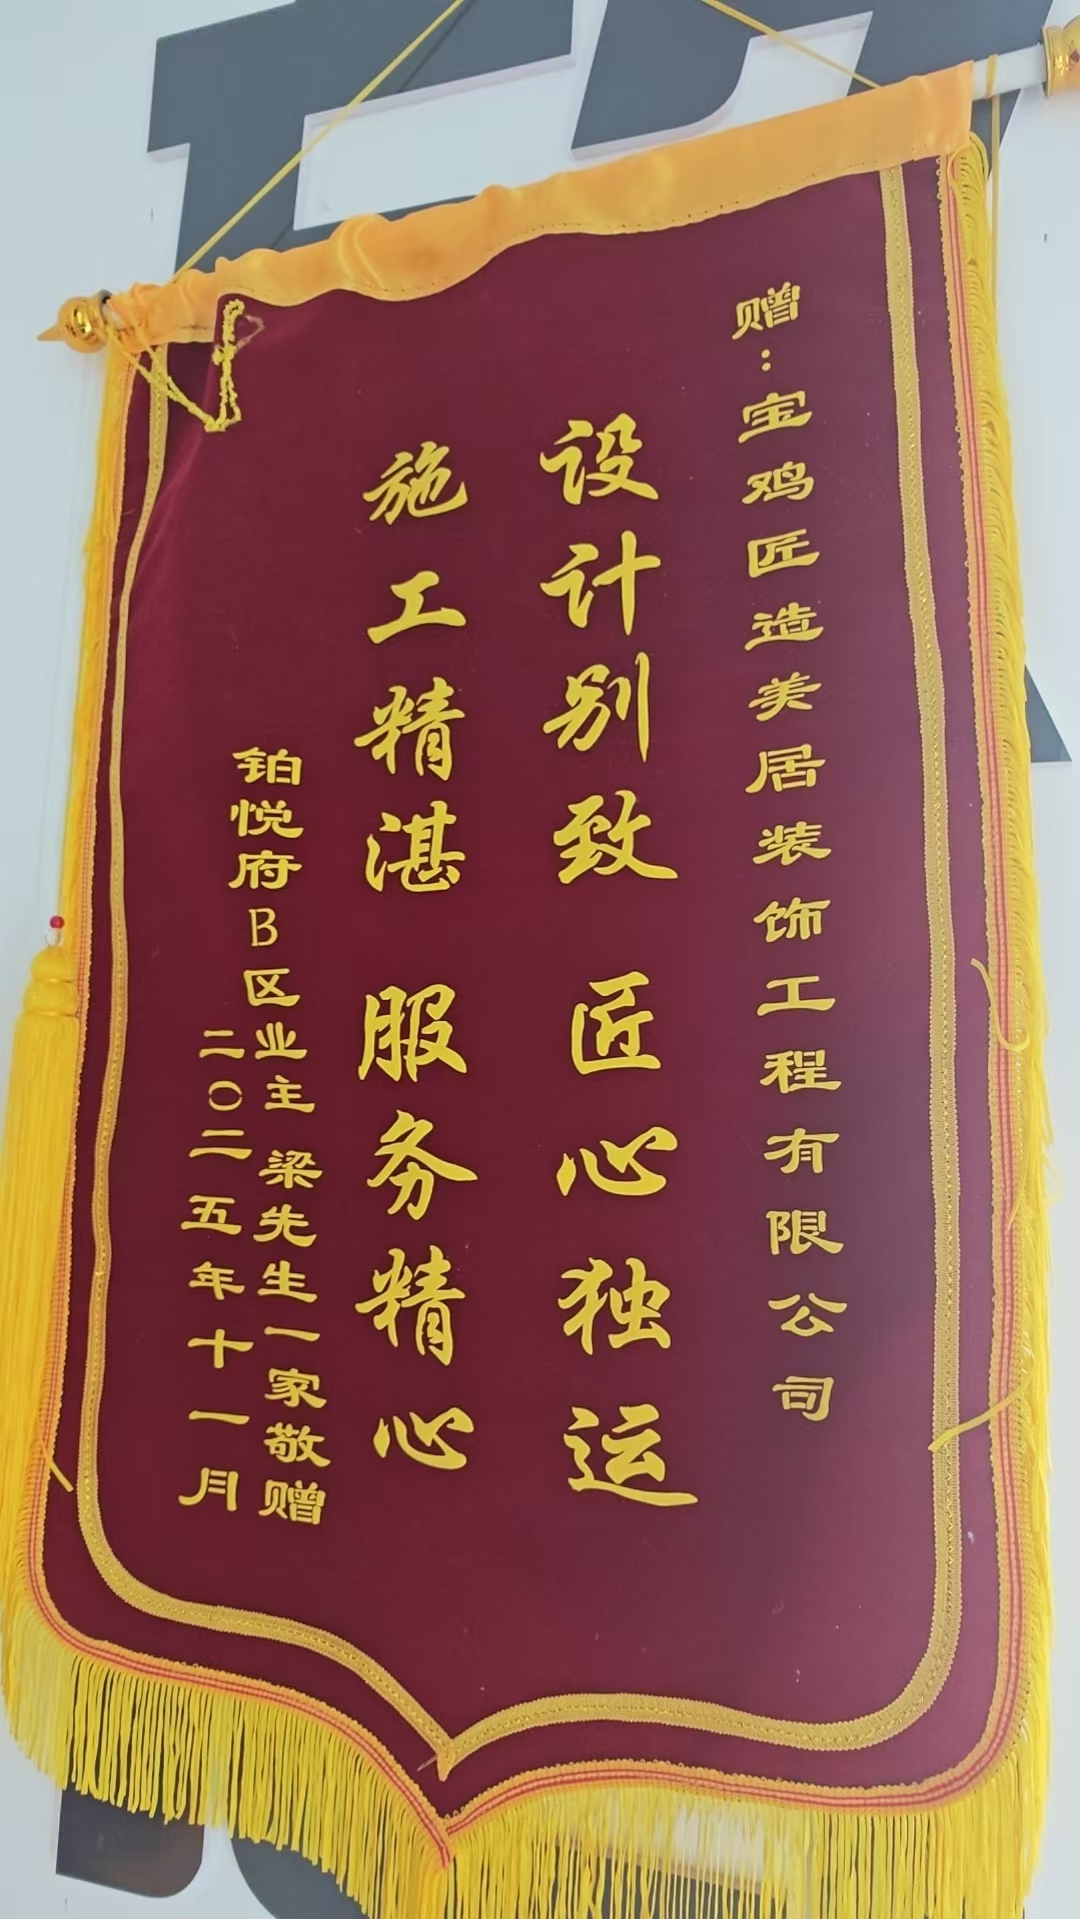 赠：宝鸡匠造美居装饰工程有限公司
设计别致 匠心独运
施工精湛 服务精心
铂悦府B区业主 梁先生一家敬赠
二〇二五年十一月